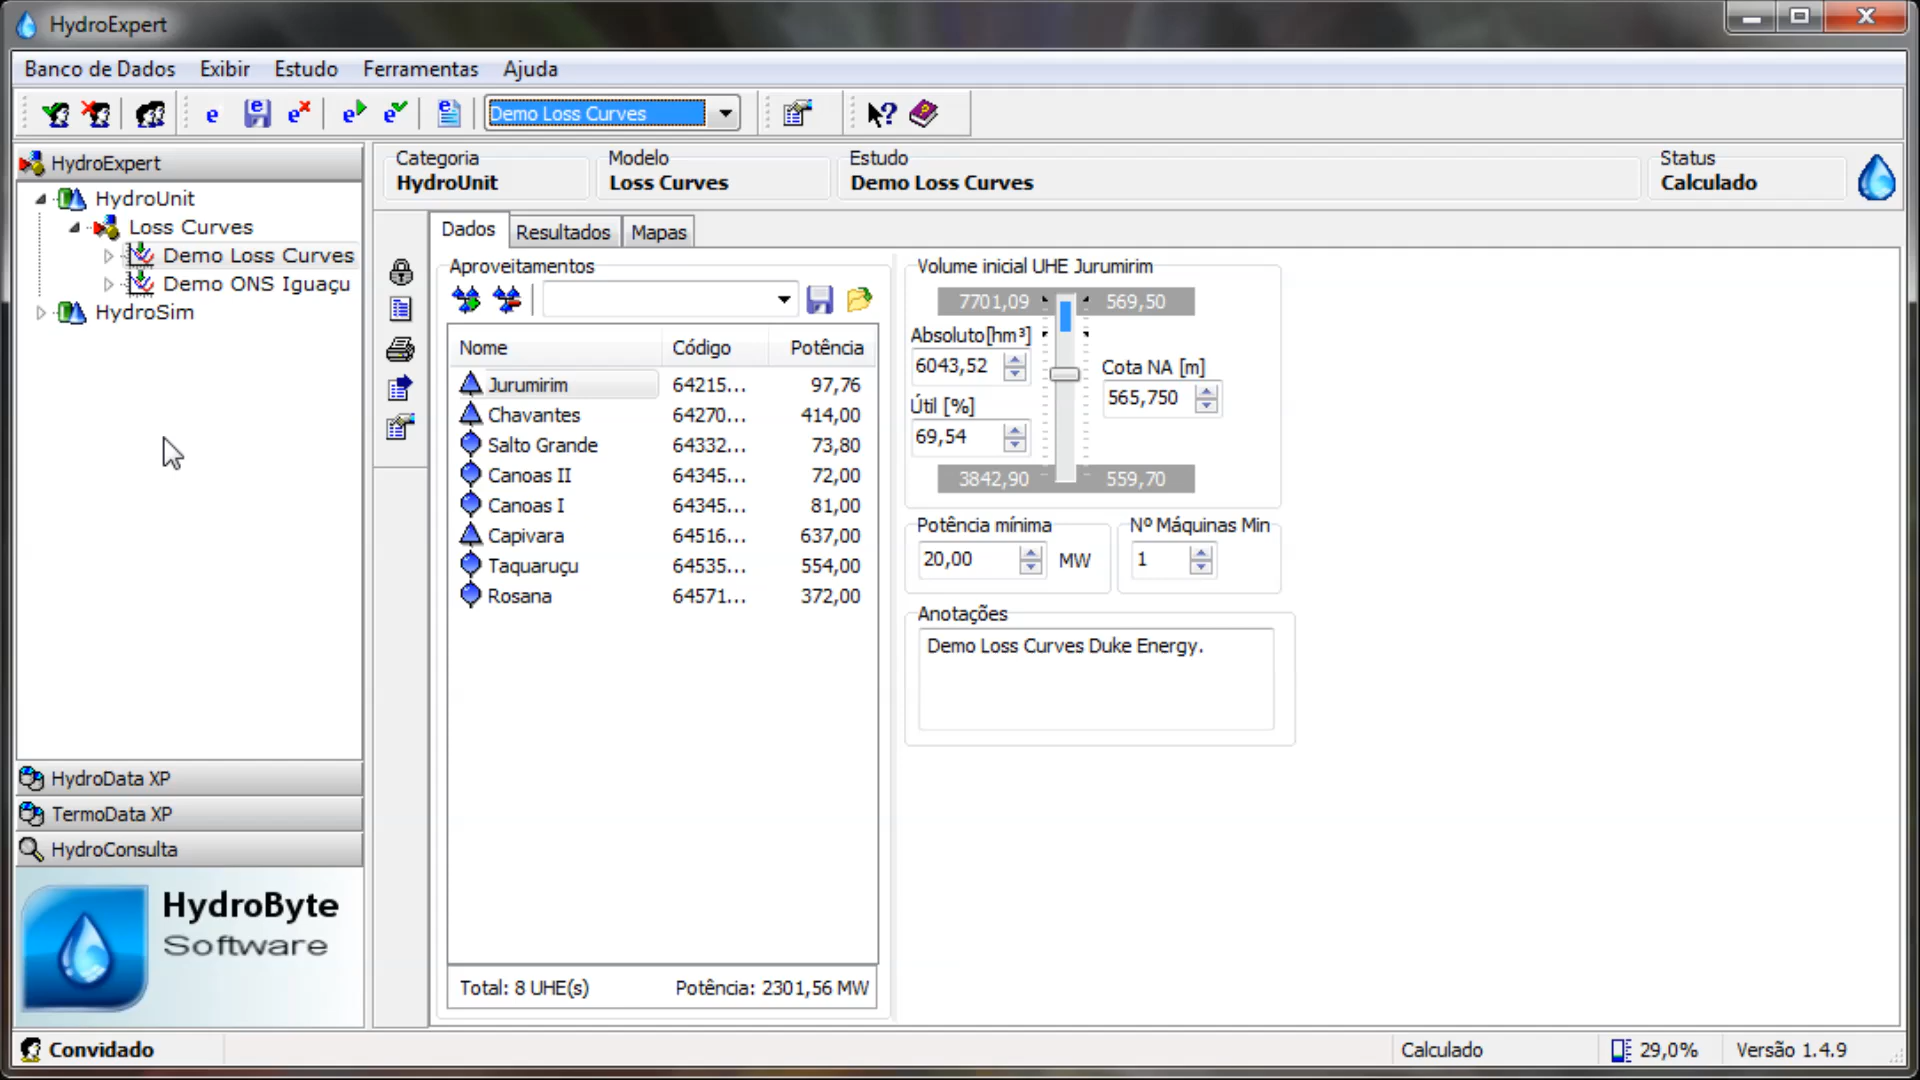 HydroExpert
Banco de Dados Exibir Estudo Ferramentas Ajuda
Demo Loss Curves
HydroExpert
HydroUnit
Loss Curves
Demo Loss Curves
Demo ONS Iguaçu
HydroSim
HydroData XP
TermoData XP
HydroConsulta
HydroByte
Software
Categoria
HydroUnit
Modelo
Loss Curves
Estudo
Demo Loss Curves
Status
Calculado
Dados Resultados Mapas
Aproveitamentos
Nome Código Potência
Jurumirim 64215... 97,76
Chavantes 64270... 414,00
Salto Grande 64332... 73,80
Canoas II 64345... 72,00
Canoas I 64345... 81,00
Capivara 64516... 637,00
Taquaruçu 64535... 554,00
Rosana 64571... 372,00
Total: 8 UHE(s) Potência: 2301,56 MW
Volume inicial UHE Jurumirim
7701,09 569,50
Absoluto[hm³]
6043,52
Cota NA [m]
565,750
Útil [%]
69,54
3842,90 559,70
Potência mínima
20,00 MW
Nº Máquinas Min
1
Anotações
Demo Loss Curves Duke Energy.
Convidado Calculado 29,0% Versão 1.4.9